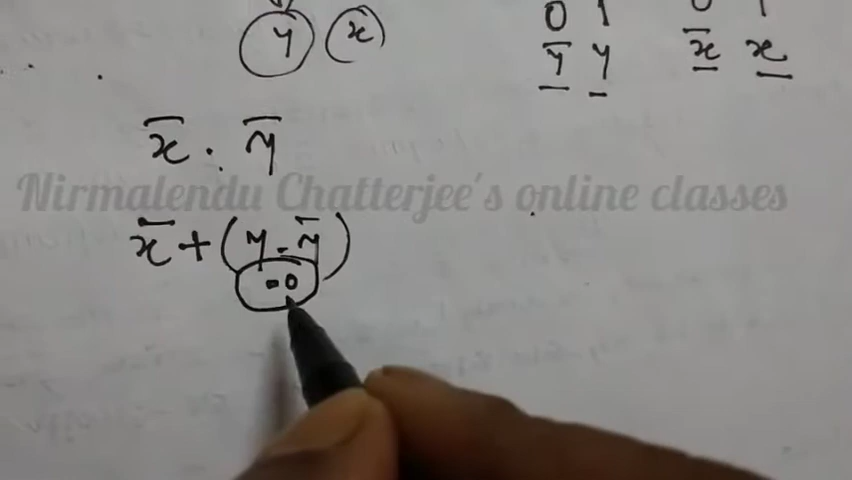 y x 0 1 0 1
y̅ y x̅ x
x̅ . y̅
Nirmalendu Chatterjee's online classes
x̅ + (y . y̅)
= 0